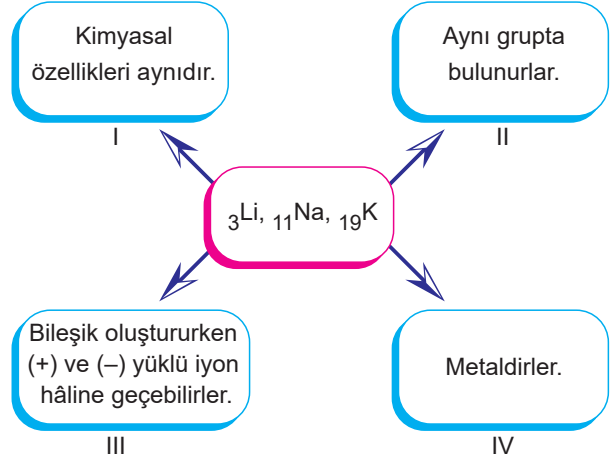 Kimyasal
özellikleri aynıdır.
I
Aynı grupta
bulunurlar.
II
₃Li, ₁₁Na, ₁₉K
Bileşik oluştururken
(+) ve (–) yüklü iyon
hâline geçebilirler.
III
Metaldirler.
IV